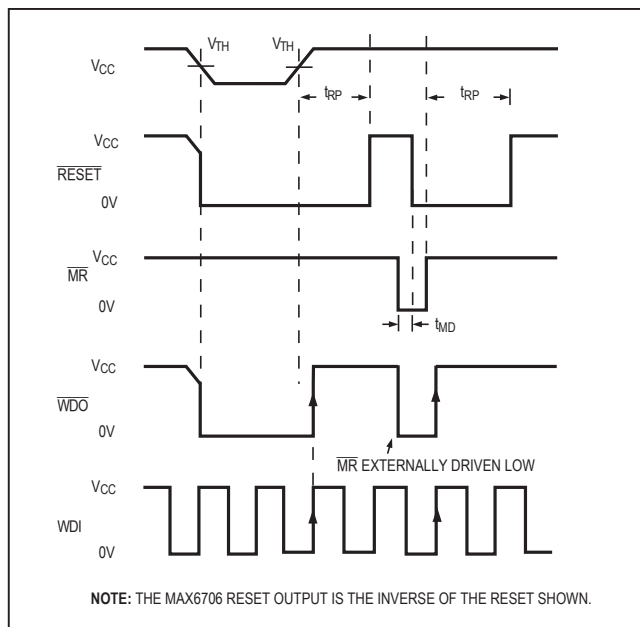 VTH VTH
VCC
tRP tRP
VCC
RESET
0V
VCC
MR
0V
tMD
VCC
WDO
0V
MR EXTERNALLY DRIVEN LOW
VCC
WDI
0V
NOTE: THE MAX6706 RESET OUTPUT IS THE INVERSE OF THE RESET SHOWN.